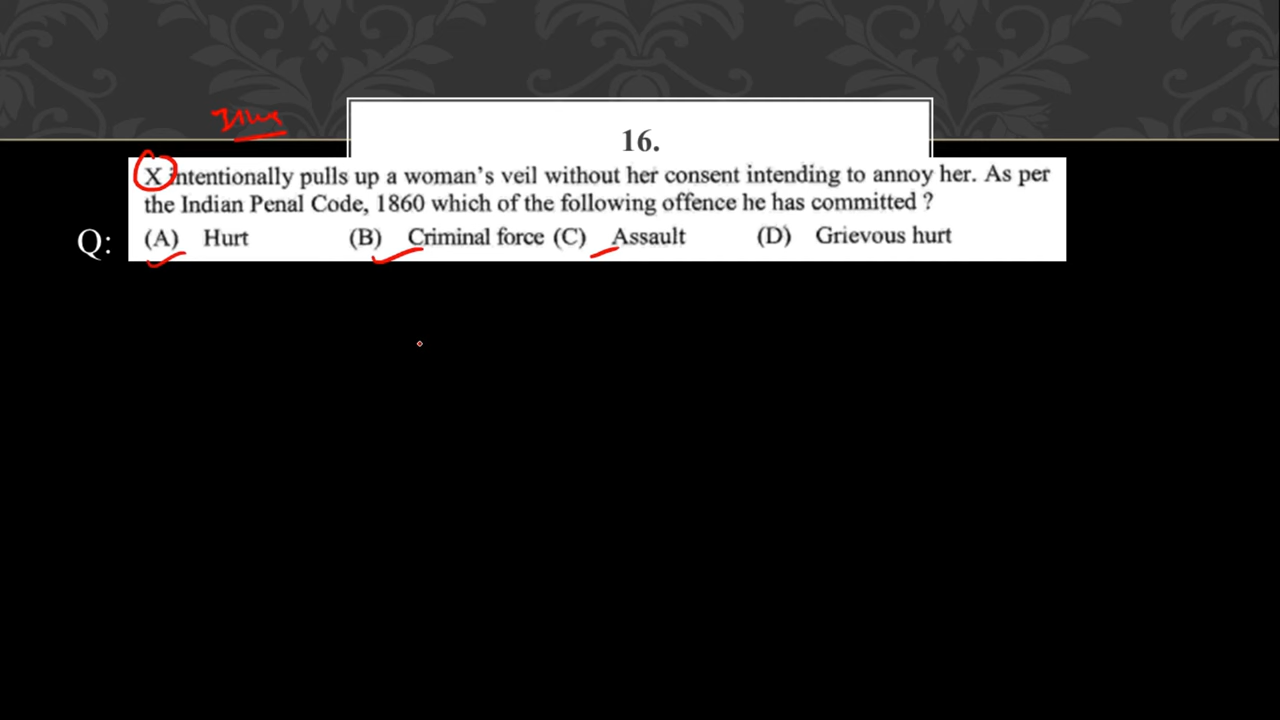 16.
X intentionally pulls up a woman's veil without her consent intending to annoy her. As per
the Indian Penal Code, 1860 which of the following offence he has committed ?
Q: (A) Hurt (B) Criminal force (C) Assault (D) Grievous hurt